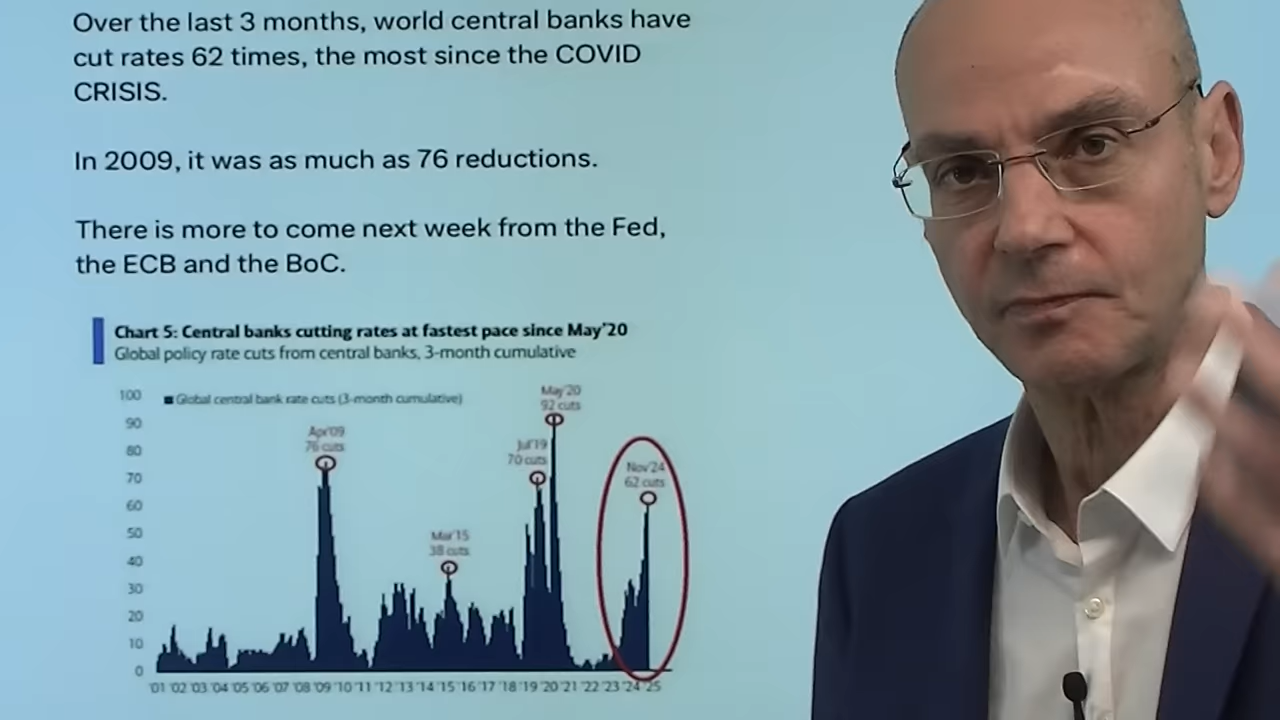 Over the last 3 months, world central banks have
cut rates 62 times, the most since the COVID
CRISIS.
In 2009, it was as much as 76 reductions.
There is more to come next week from the Fed,
the ECB and the BoC.
Chart 5: Central banks cutting rates at fastest pace since May'20
Global policy rate cuts from central banks, 3-month cumulative
Global central bank rate cuts (3-month cumulative)
100
90
80
70
60
50
40
30
20
10
0
Apr'09
76 cuts
Mar'15
38 cuts
Jul'19
70 cuts
May'20
92 cuts
Nov'24
62 cuts
'01 '02 '03 '04 '05 '06 '07 '08 '09 '10 '11 '12 '13 '14 '15 '16 '17 '18 '19 '20 '21 '22 '23 '24 '25